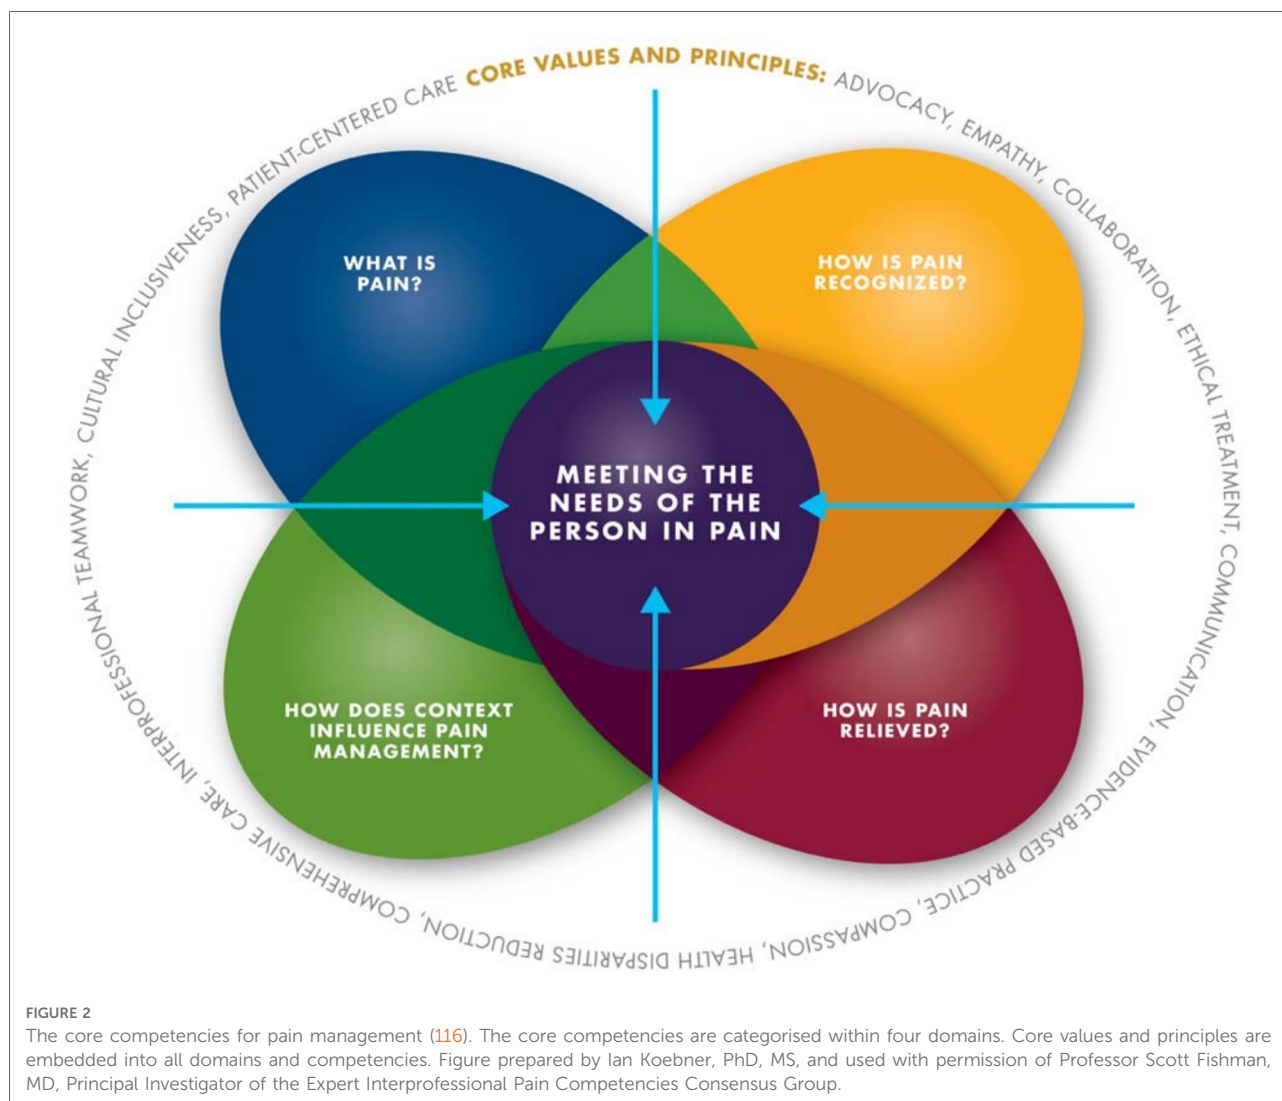 CORE VALUES AND PRINCIPLES: ADVOCACY, EMPATHY, COLLABORATION, ETHICAL TREATMENT, COMMUNICATION, EVIDENCE-BASED PRACTICE, COMPASSION, HEALTH DISPARITIES REDUCTION, COMPREHENSIVE CARE, INTERPROFESSIONAL TEAMWORK, CULTURAL INCLUSIVENESS, PATIENT-CENTERED CARE
WHAT IS
PAIN?
HOW IS PAIN
RECOGNIZED?
MEETING THE
NEEDS OF THE
PERSON IN PAIN
HOW DOES CONTEXT
INFLUENCE PAIN
MANAGEMENT?
HOW IS PAIN
RELIEVED?
FIGURE 2
The core competencies for pain management (116). The core competencies are categorised within four domains. Core values and principles are
embedded into all domains and competencies. Figure prepared by Ian Koebner, PhD, MS, and used with permission of Professor Scott Fishman,
MD, Principal Investigator of the Expert Interprofessional Pain Competencies Consensus Group.